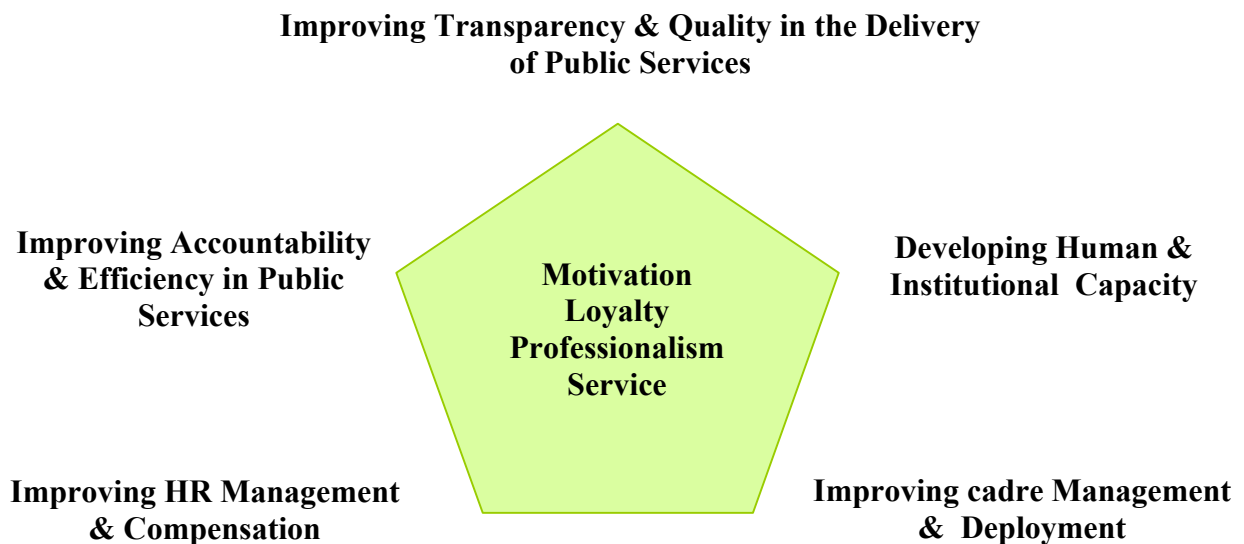 Improving Transparency & Quality in the Delivery
of Public Services
Improving Accountability
& Efficiency in Public
Services
Motivation
Loyalty
Professionalism
Service
Developing Human &
Institutional Capacity
Improving HR Management
& Compensation
Improving cadre Management
& Deployment